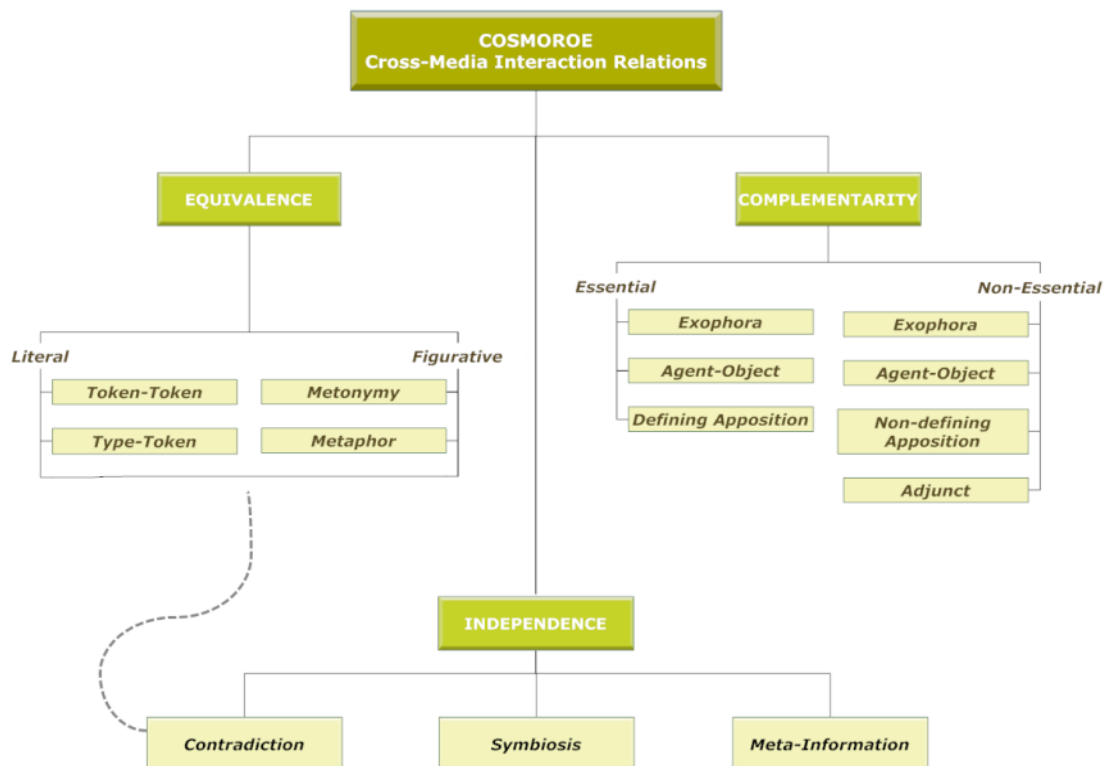 COSMOROE
Cross-Media Interaction Relations
EQUIVALENCE
COMPLEMENTARITY
Literal
Figurative
Token-Token
Metonymy
Type-Token
Metaphor
Essential
Non-Essential
Exophora
Exophora
Agent-Object
Agent-Object
Defining Apposition
Non-defining
Apposition
Adjunct
INDEPENDENCE
Contradiction
Symbiosis
Meta-Information